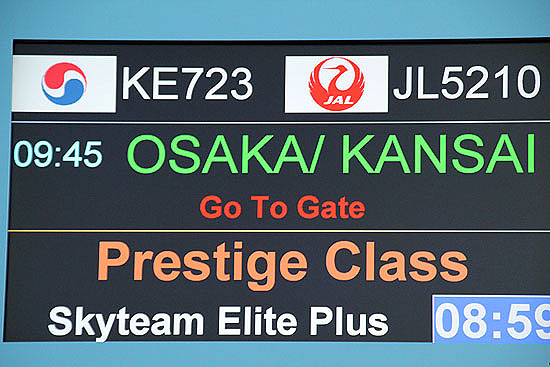 KE723 JAL JL5210
09:45 OSAKA/ KANSAI
Go To Gate
Prestige Class
Skyteam Elite Plus 08:59